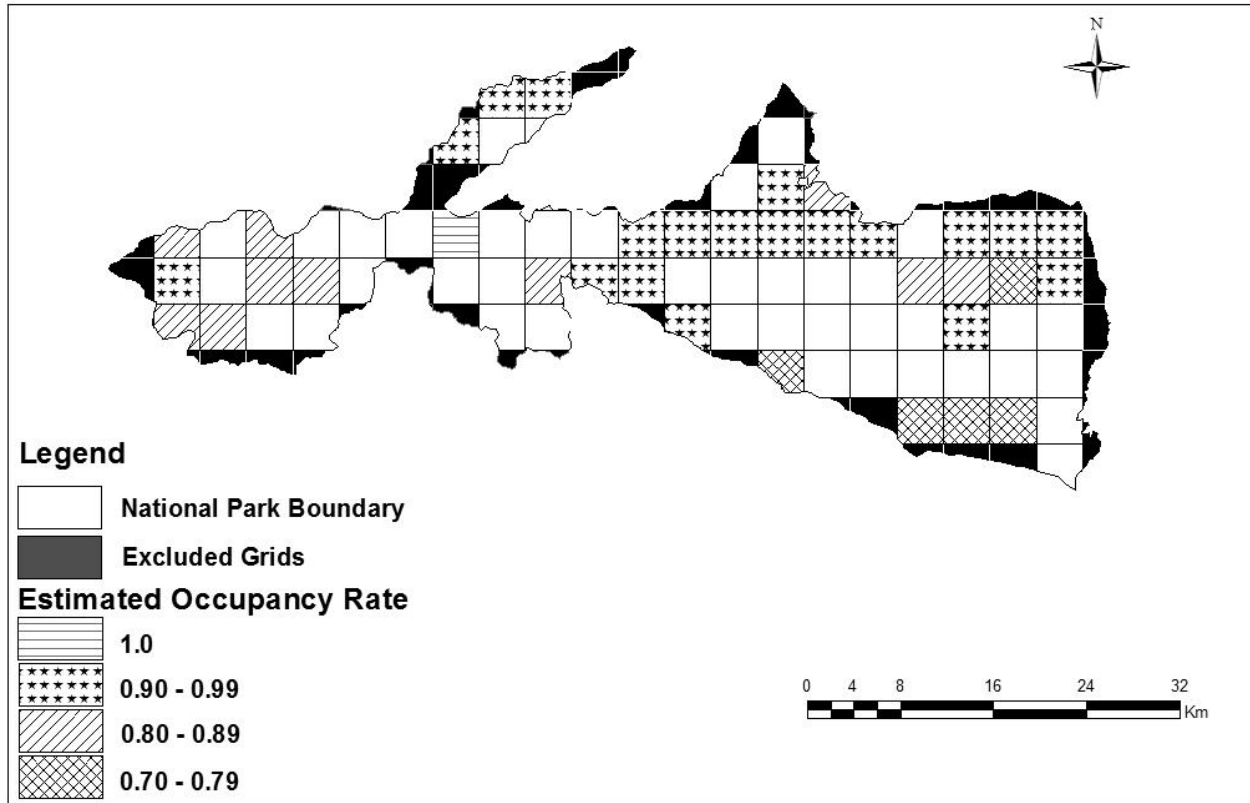 N
Legend
National Park Boundary
Excluded Grids
Estimated Occupancy Rate
1.0
0.90 - 0.99
0.80 - 0.89
0.70 - 0.79
0 4 8 16 24 32
Km